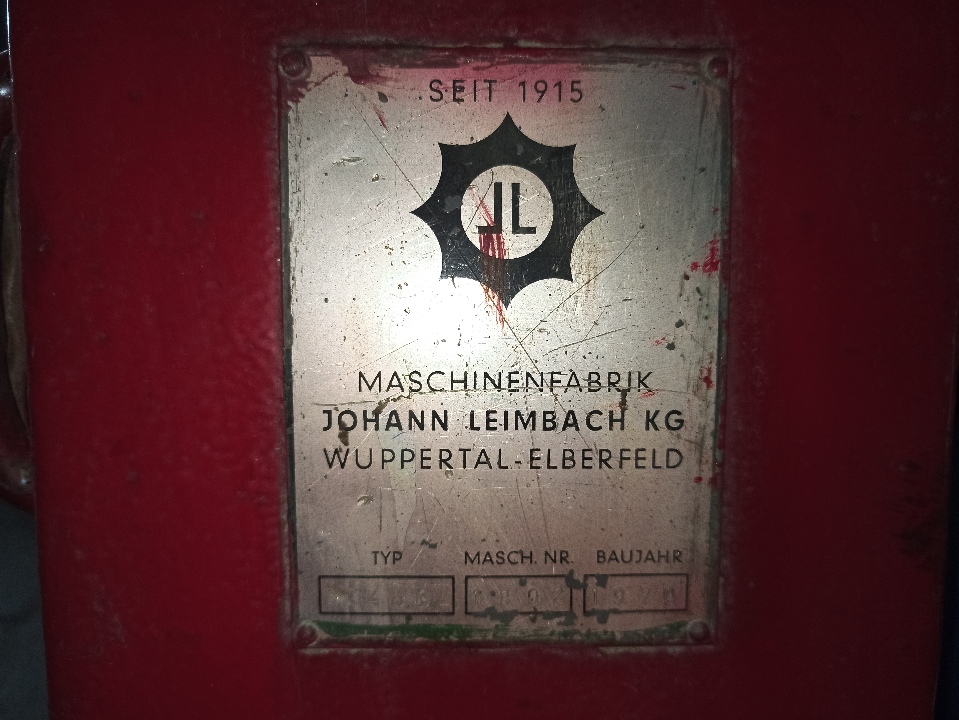 SEIT 1915
JL
MASCHINENFABRIK
JOHANN LEIMBACH KG
WUPPERTAL-ELBERFELD
TYP MASCH. NR. BAUJAHR